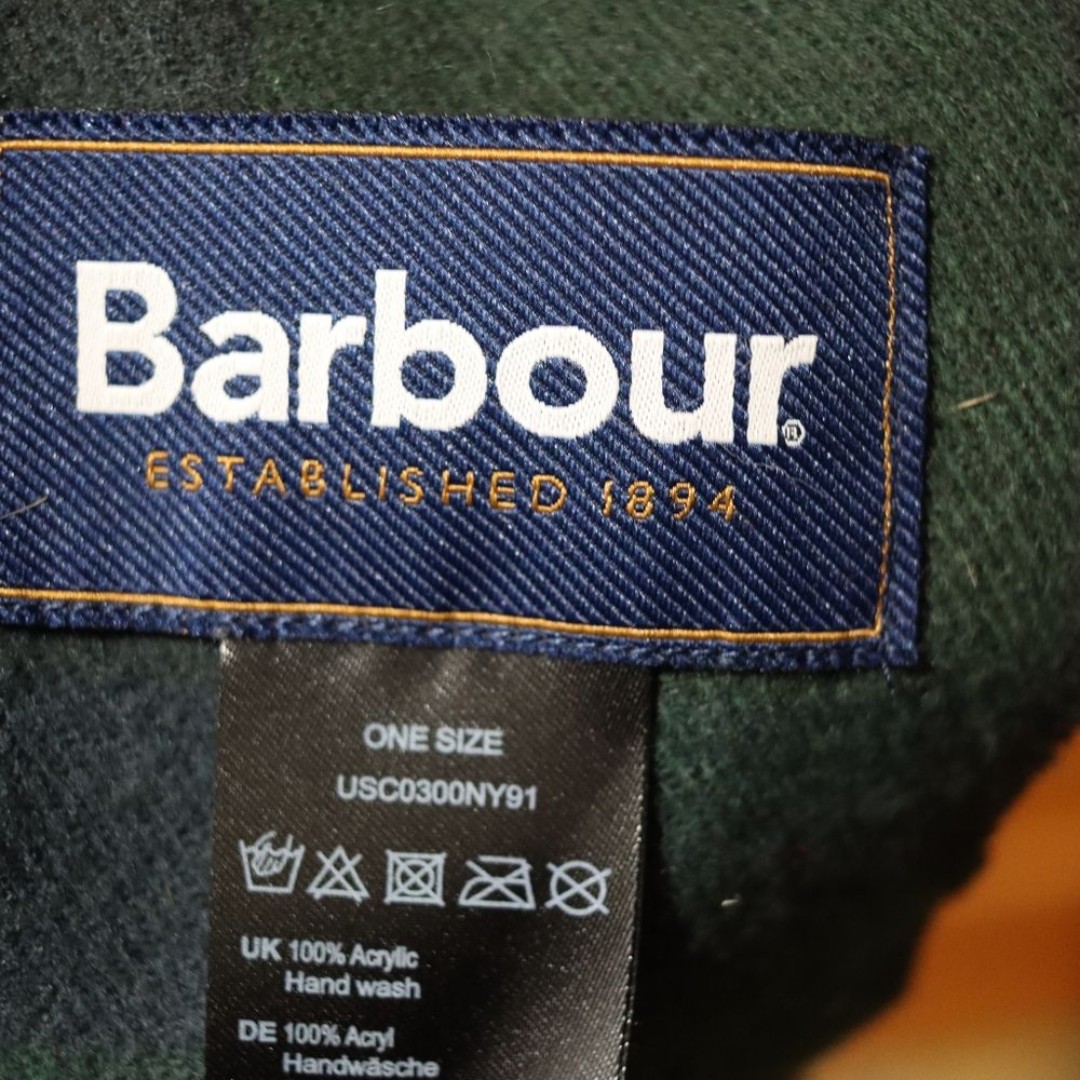 Barbour®
ESTABLISHED 1894
ONE SIZE
USC0300NY91
UK 100% Acrylic
Hand wash
DE 100% Acryl
Handwäsche